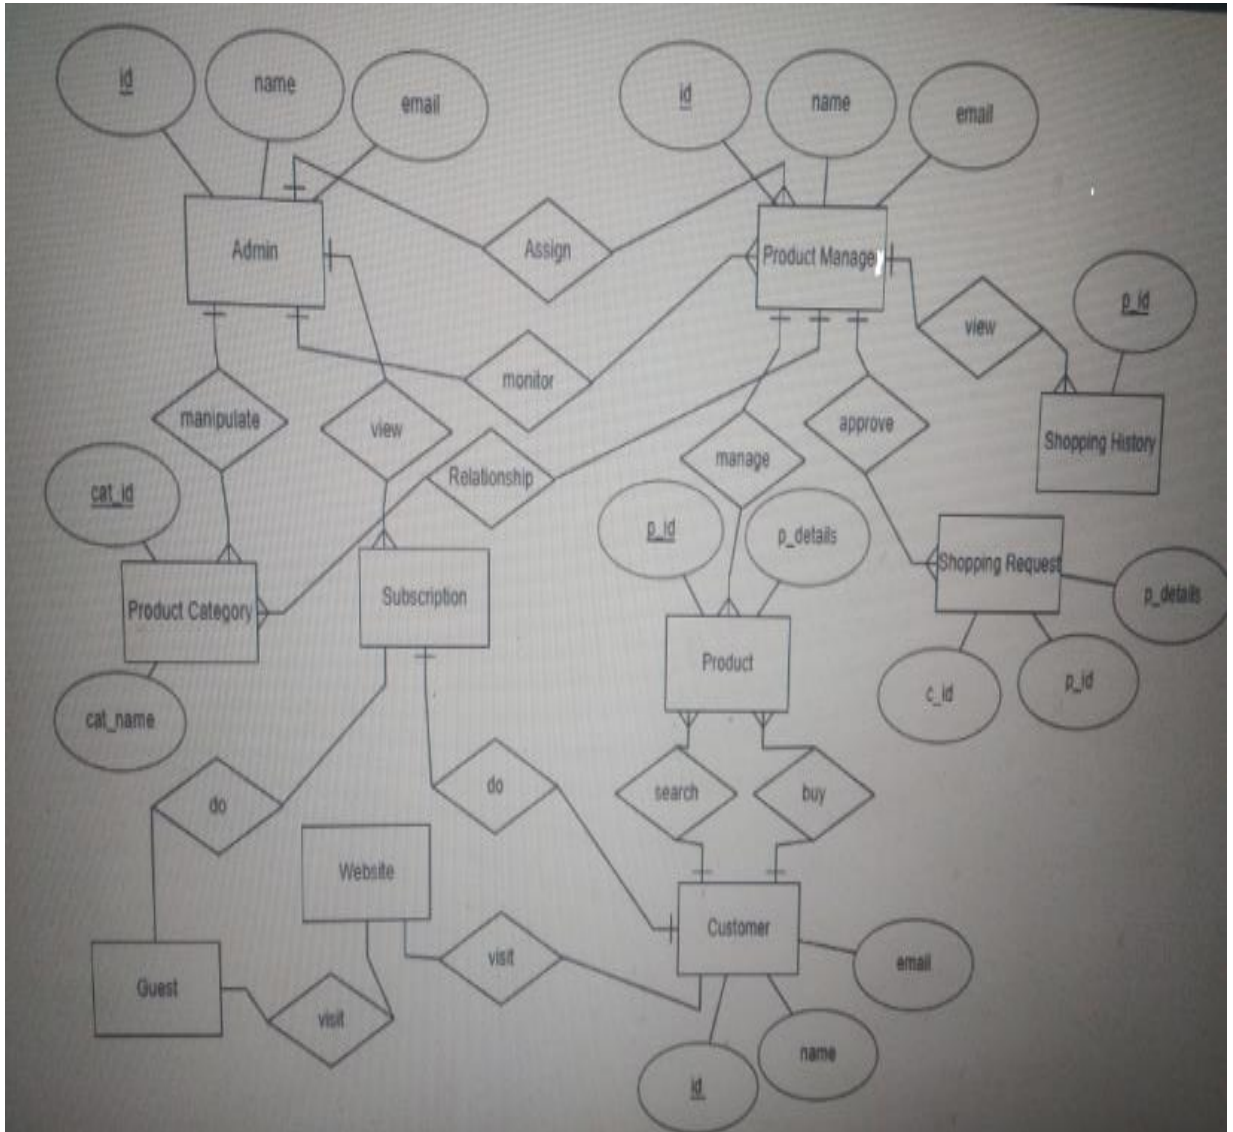 id
name
email
id
name
email
Admin
Assign
Product Manager
view
p_id
manipulate
view
monitor
approve
Shopping History
cat_id
Relationship
manage
p_id
p_details
Product Category
Subscription
Shopping Request
p_details
Product
c_id
p_id
cat_name
do
do
search
buy
Website
Customer
email
Guest
visit
visit
name
id